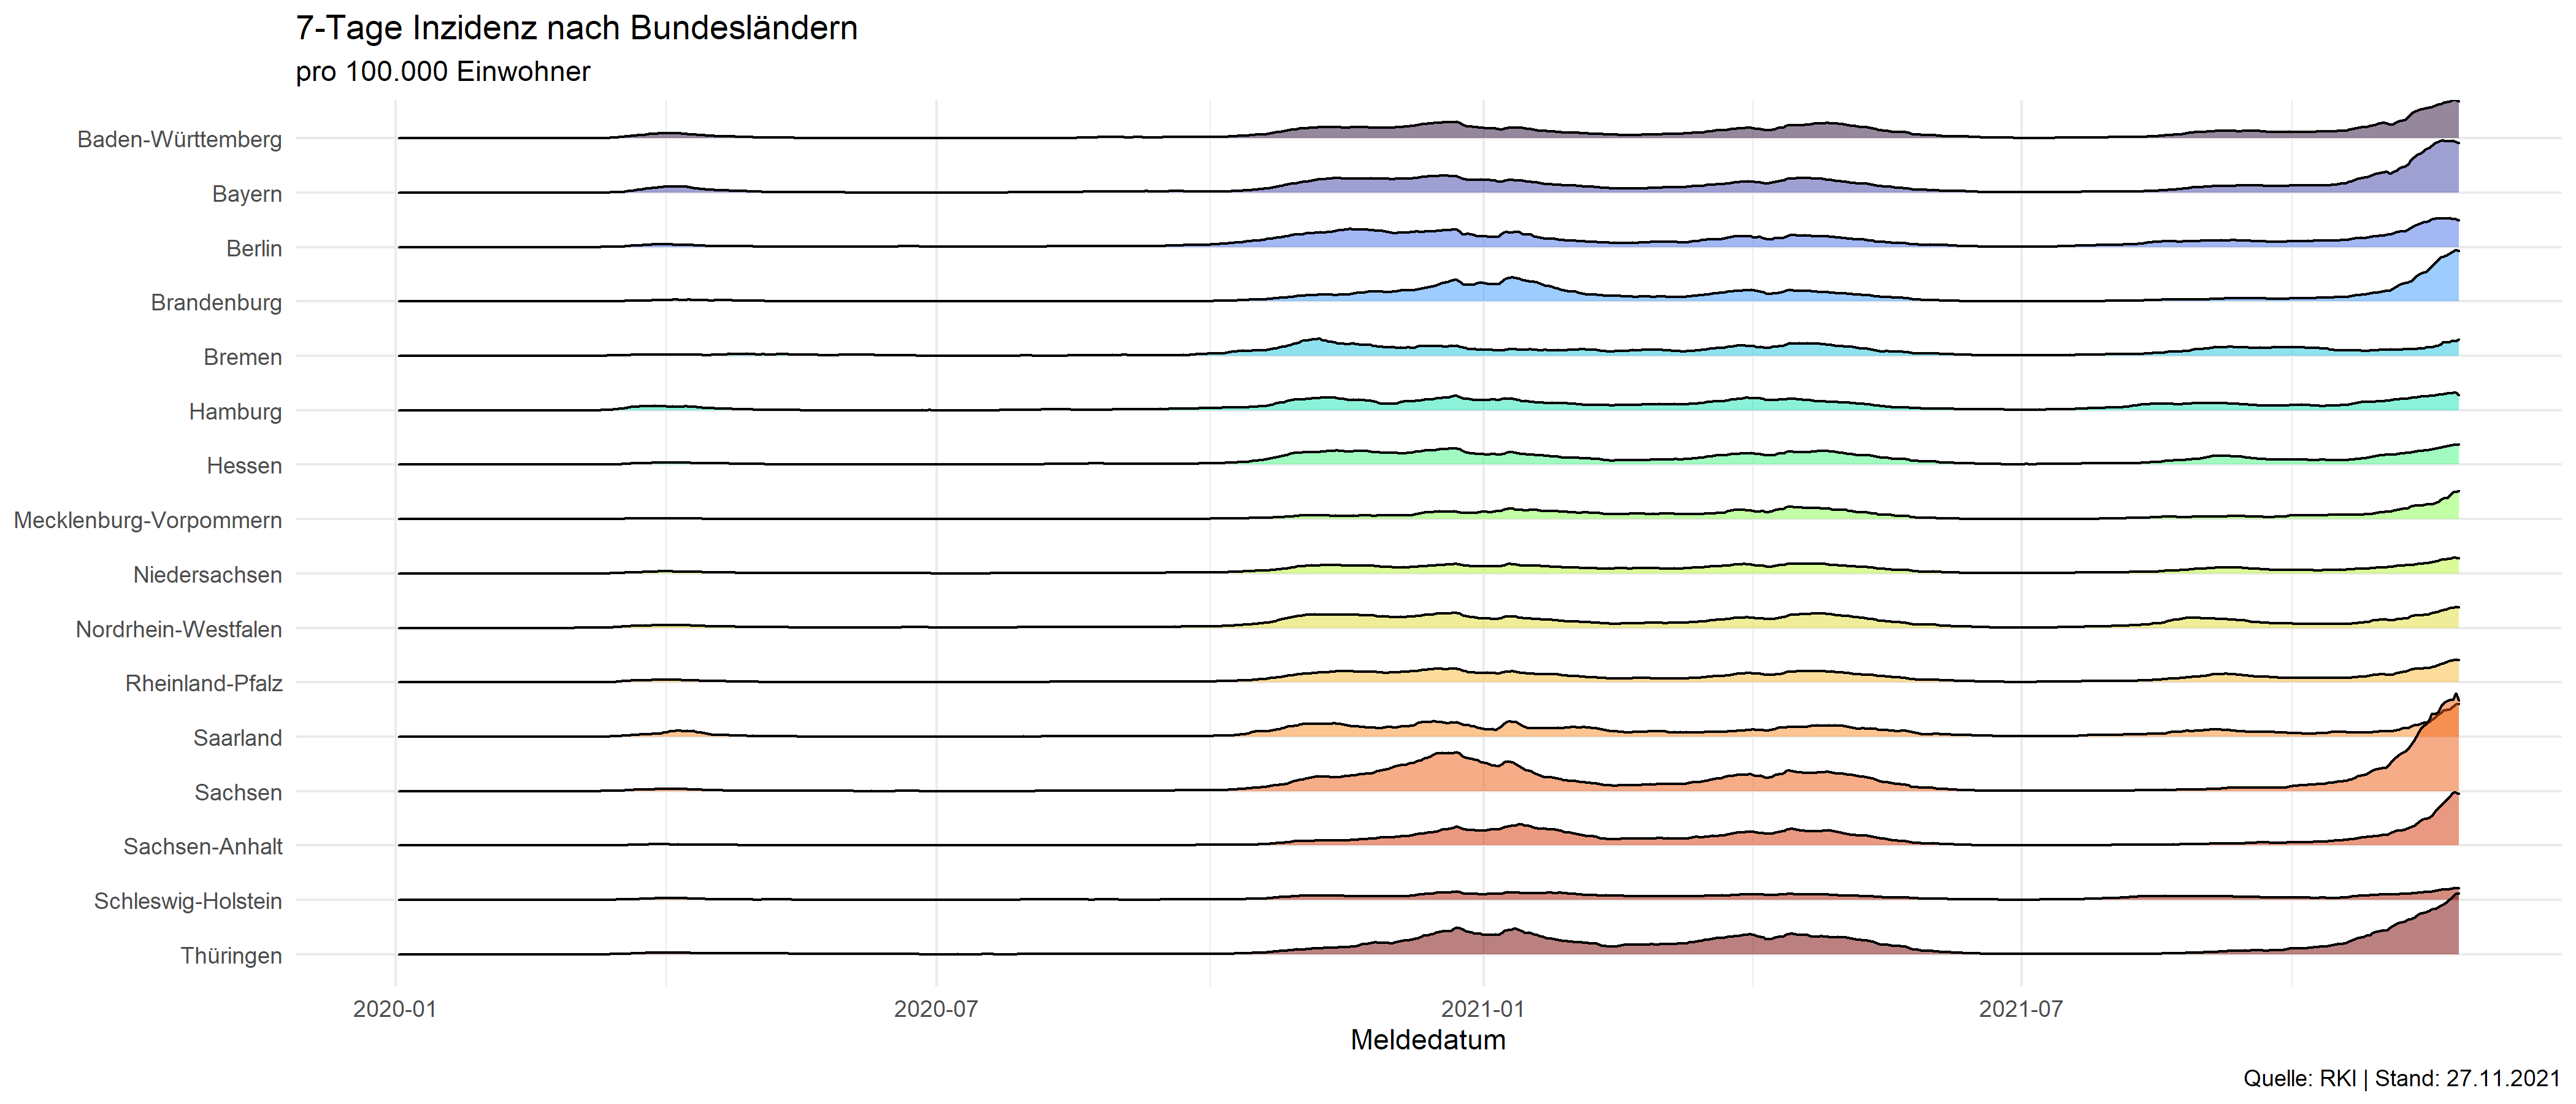 7-Tage Inzidenz nach Bundesländern
pro 100.000 Einwohner
Baden-Württemberg
Bayern
Berlin
Brandenburg
Bremen
Hamburg
Hessen
Mecklenburg-Vorpommern
Niedersachsen
Nordrhein-Westfalen
Rheinland-Pfalz
Saarland
Sachsen
Sachsen-Anhalt
Schleswig-Holstein
Thüringen
2020-01 2020-07 2021-01 2021-07
Meldedatum
Quelle: RKI | Stand: 27.11.2021